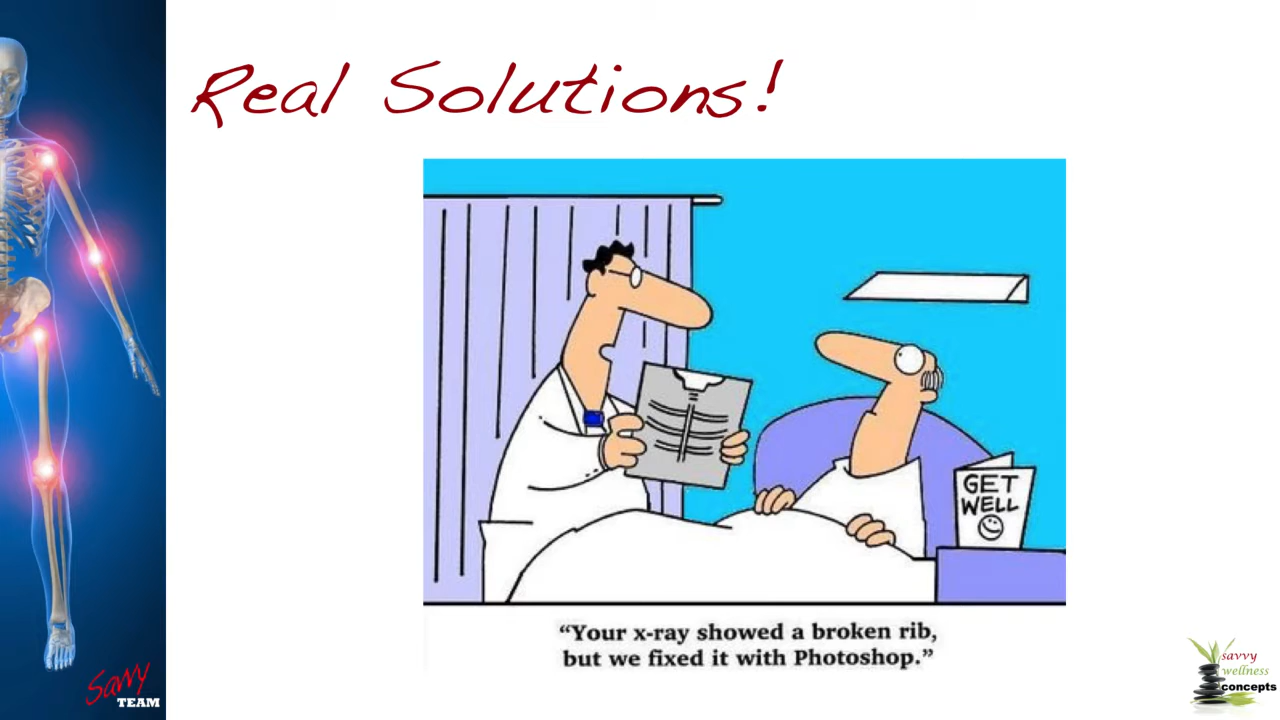 Real Solutions!
GET
WELL
“Your x-ray showed a broken rib,
but we fixed it with Photoshop.”
Savvy
TEAM
savvy
wellness
concepts